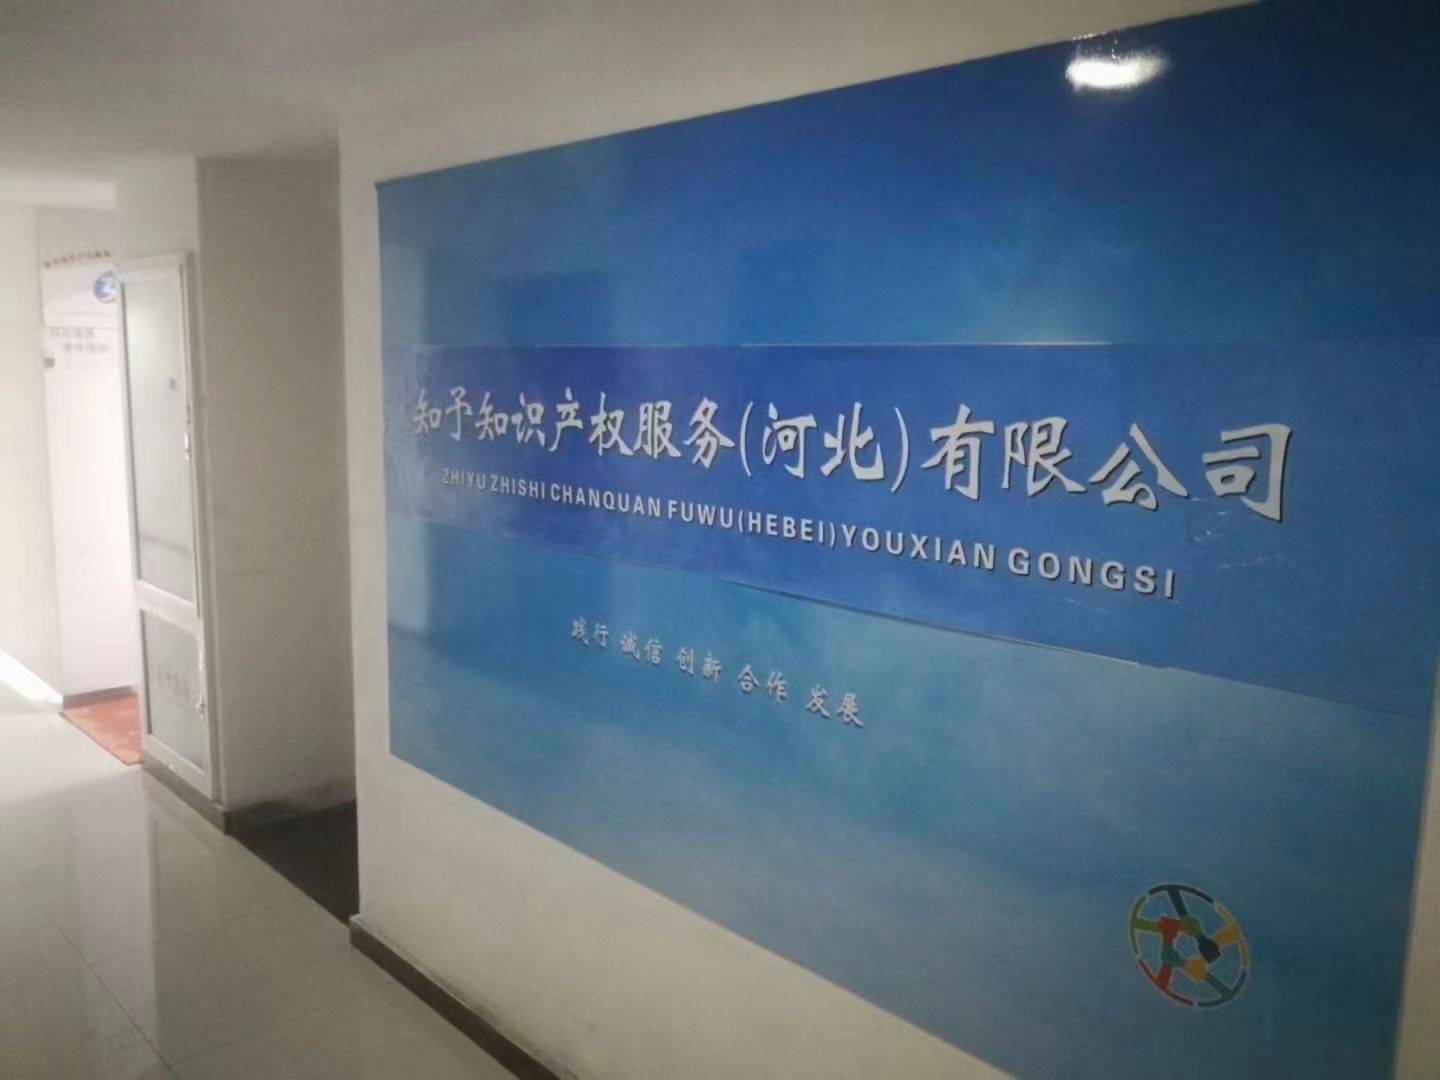 知予知识产权服务(河北)有限公司
ZHIYU ZHISHI CHANQUAN FUWU(HEBEI)YOUXIAN GONGSI
践行 诚信 创新 合作 发展